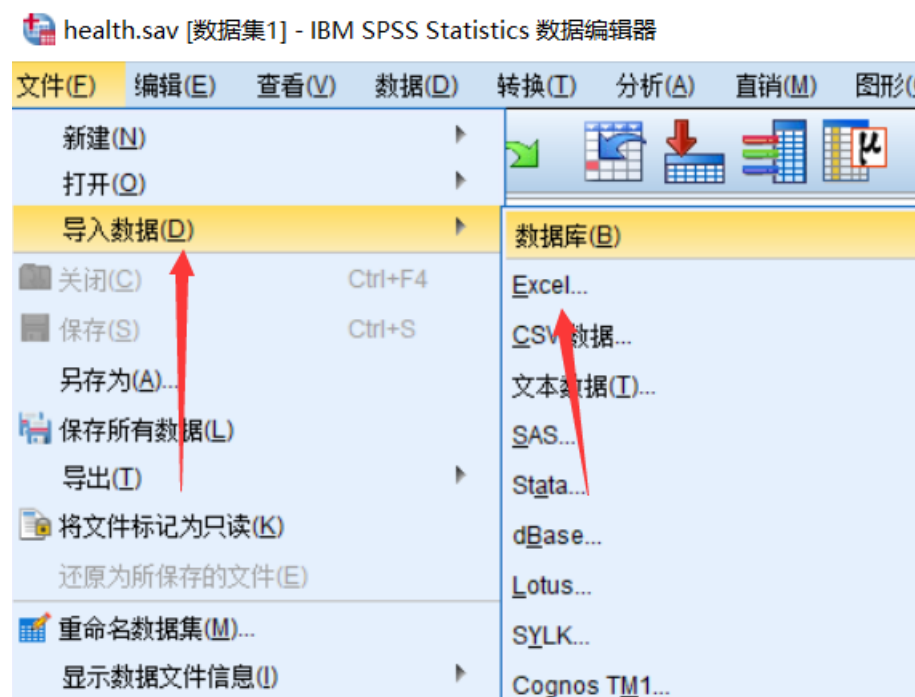 health.sav [数据集1] - IBM SPSS Statistics 数据编辑器
文件(F) 编辑(E) 查看(V) 数据(D) 转换(T) 分析(A) 直销(M) 图形(
新建(N)
打开(O)
导入数据(D)
关闭(C) Ctrl+F4
保存(S) Ctrl+S
另存为(A)...
保存所有数据(L)
导出(T)
将文件标记为只读(K)
还原为所保存的文件(E)
重命名数据集(M)...
显示数据文件信息(I)
μ
数据库(B)
Excel...
CSV 数据...
文本数据(T)...
SAS...
Stata...
dBase...
Lotus...
SYLK...
Cognos TM1...